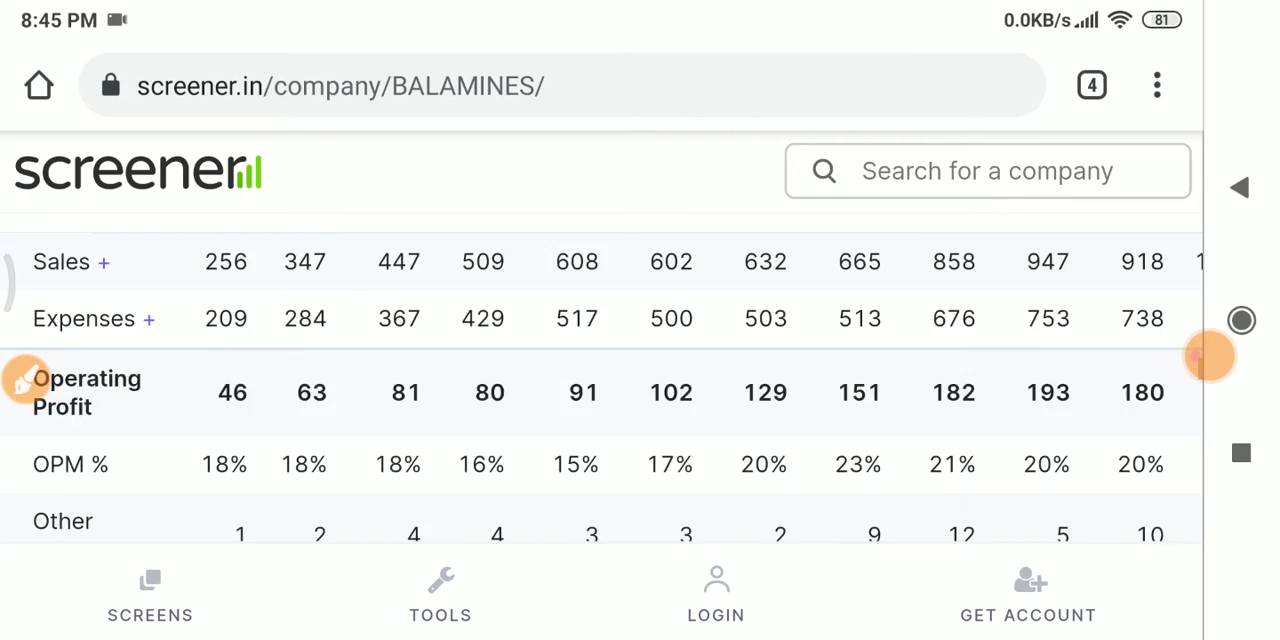 8:45 PM 0.0KB/s 81
screener.in/company/BALAMINES/ 4
screener Search for a company
Sales + 256 347 447 509 608 602 632 665 858 947 918 1
Expenses + 209 284 367 429 517 500 503 513 676 753 738
Operating Profit 46 63 81 80 91 102 129 151 182 193 180
OPM % 18% 18% 18% 16% 15% 17% 20% 23% 21% 20% 20%
Other 1 2 4 4 3 3 2 9 12 5 10
SCREENS TOOLS LOGIN GET ACCOUNT